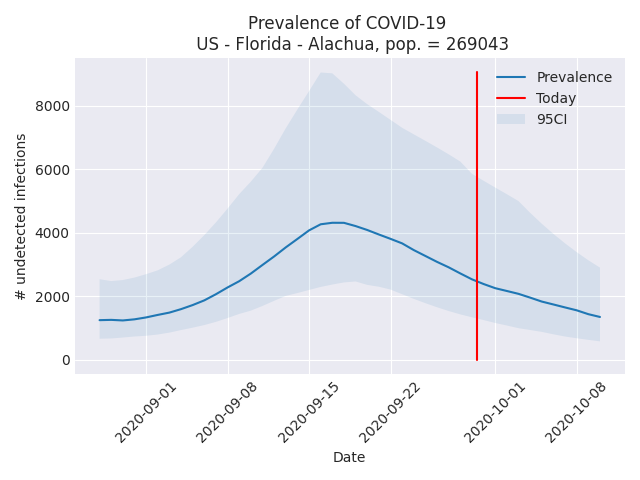 Prevalence of COVID-19
US - Florida - Alachua, pop. = 269043
Prevalence
Today
95CI
# undetected infections
8000
6000
4000
2000
0
2020-09-01
2020-09-08
2020-09-15
2020-09-22
2020-10-01
2020-10-08
Date